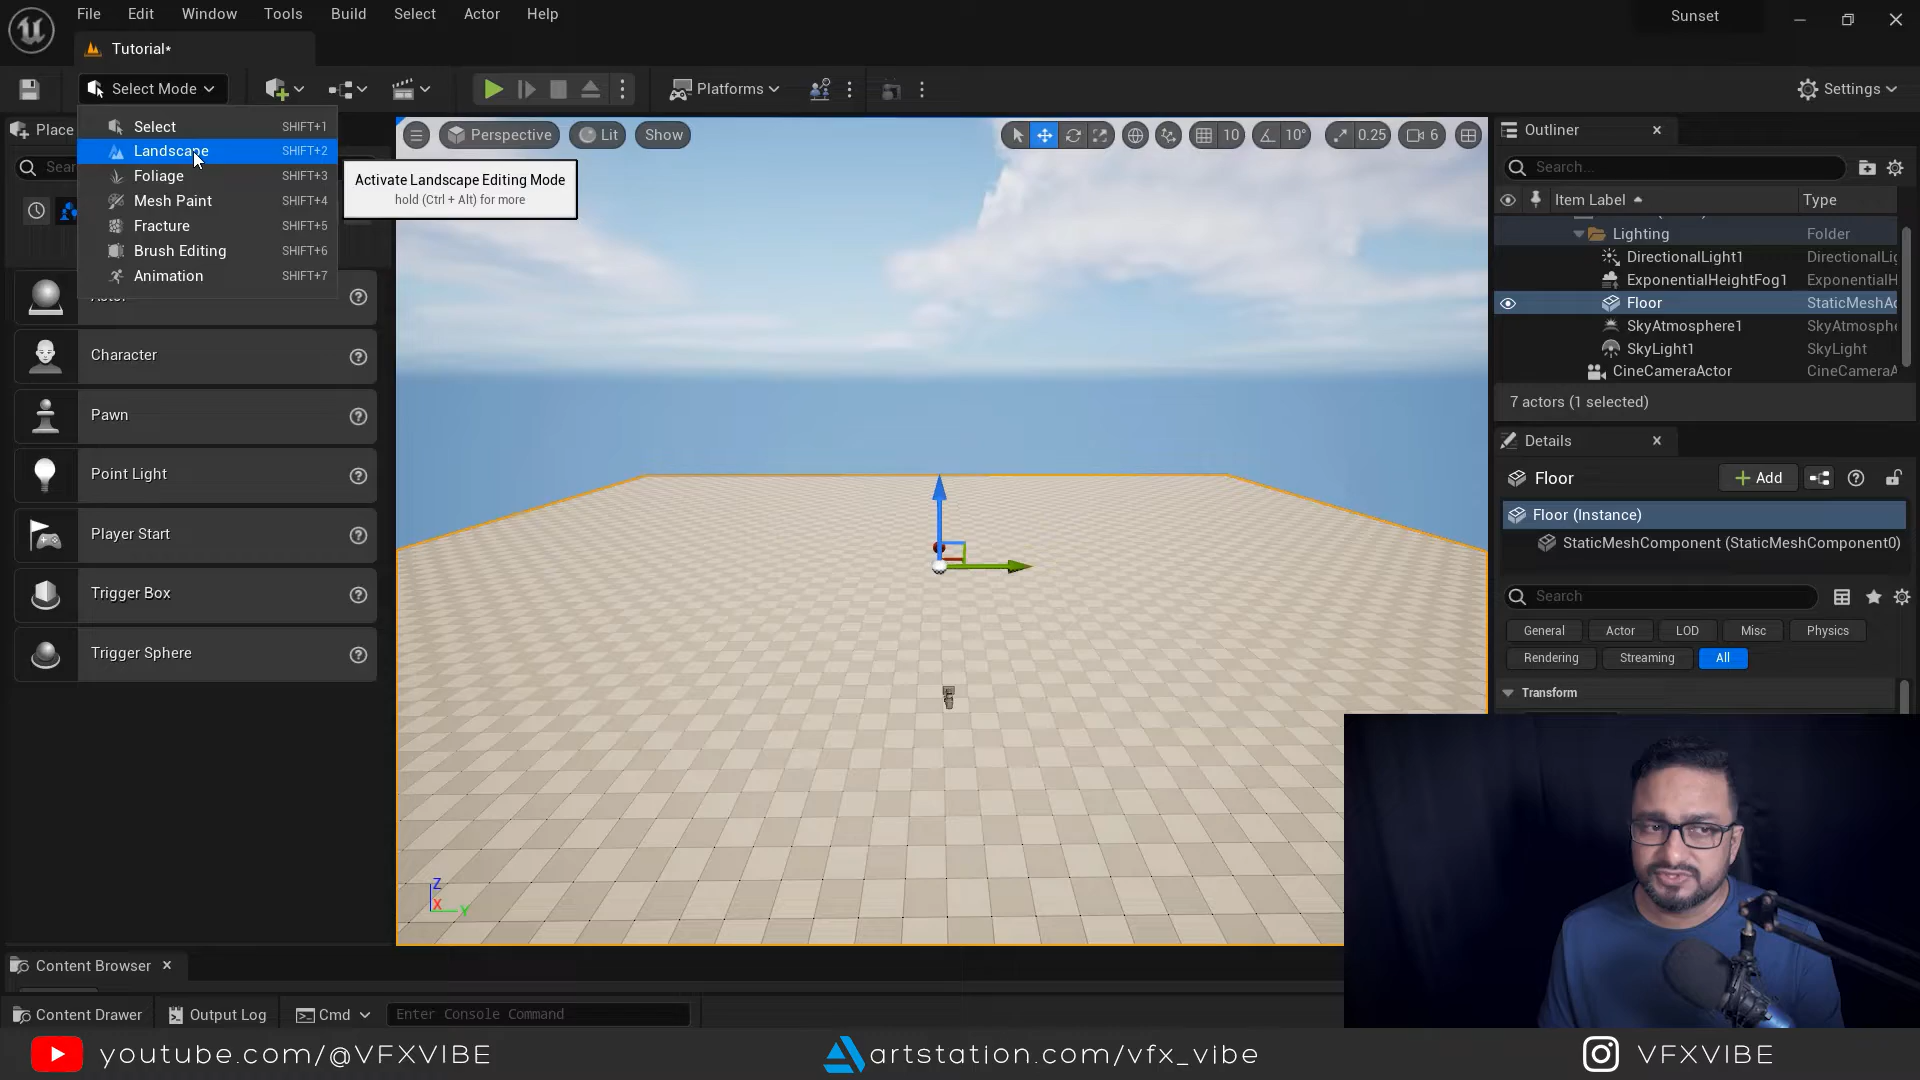 File Edit Window Tools Build Select Actor Help
Sunset
Tutorial*
Select Mode
Platforms
Settings
Place
Sear
Select SHIFT+1
Landscape SHIFT+2
Foliage SHIFT+3
Mesh Paint SHIFT+4
Fracture SHIFT+5
Brush Editing SHIFT+6
Animation SHIFT+7
Activate Landscape Editing Mode
hold (Ctrl + Alt) for more
Character
Pawn
Point Light
Player Start
Trigger Box
Trigger Sphere
Perspective Lit Show
10 10° 0.25 6
Z
X Y
Outliner
Search...
Item Label Type
Lighting Folder
DirectionalLight1 DirectionalLig
ExponentialHeightFog1 ExponentialH
Floor StaticMeshAc
SkyAtmosphere1 SkyAtmosphe
SkyLight1 SkyLight
CineCameraActor CineCameraA
7 actors (1 selected)
Details
Floor Add
Floor (Instance)
StaticMeshComponent (StaticMeshComponent0)
Search
General Actor LOD Misc Physics
Rendering Streaming All
Transform
Content Browser
Content Drawer Output Log Cmd Enter Console Command
youtube.com/@VFXVIBE artstation.com/vfx_vibe VFXVIBE